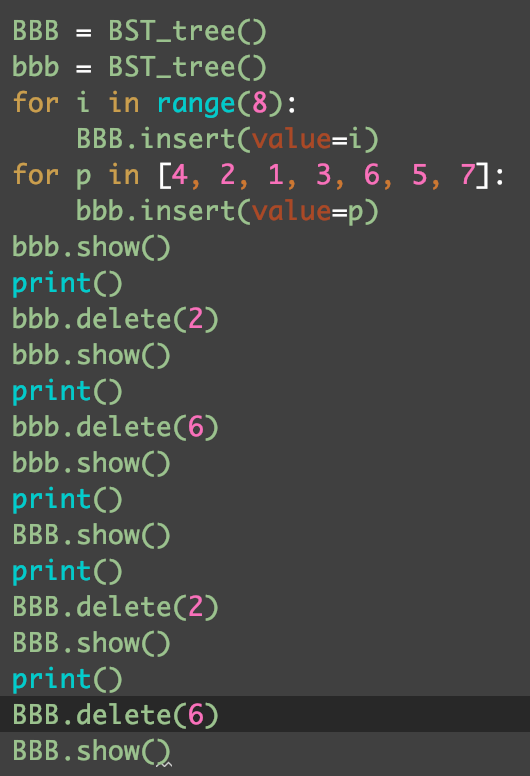 BBB = BST_tree()
bbb = BST_tree()
for i in range(8):
    BBB.insert(value=i)
for p in [4, 2, 1, 3, 6, 5, 7]:
    bbb.insert(value=p)
bbb.show()
print()
bbb.delete(2)
bbb.show()
print()
bbb.delete(6)
bbb.show()
print()
BBB.show()
print()
BBB.delete(2)
BBB.show()
print()
BBB.delete(6)
BBB.show()